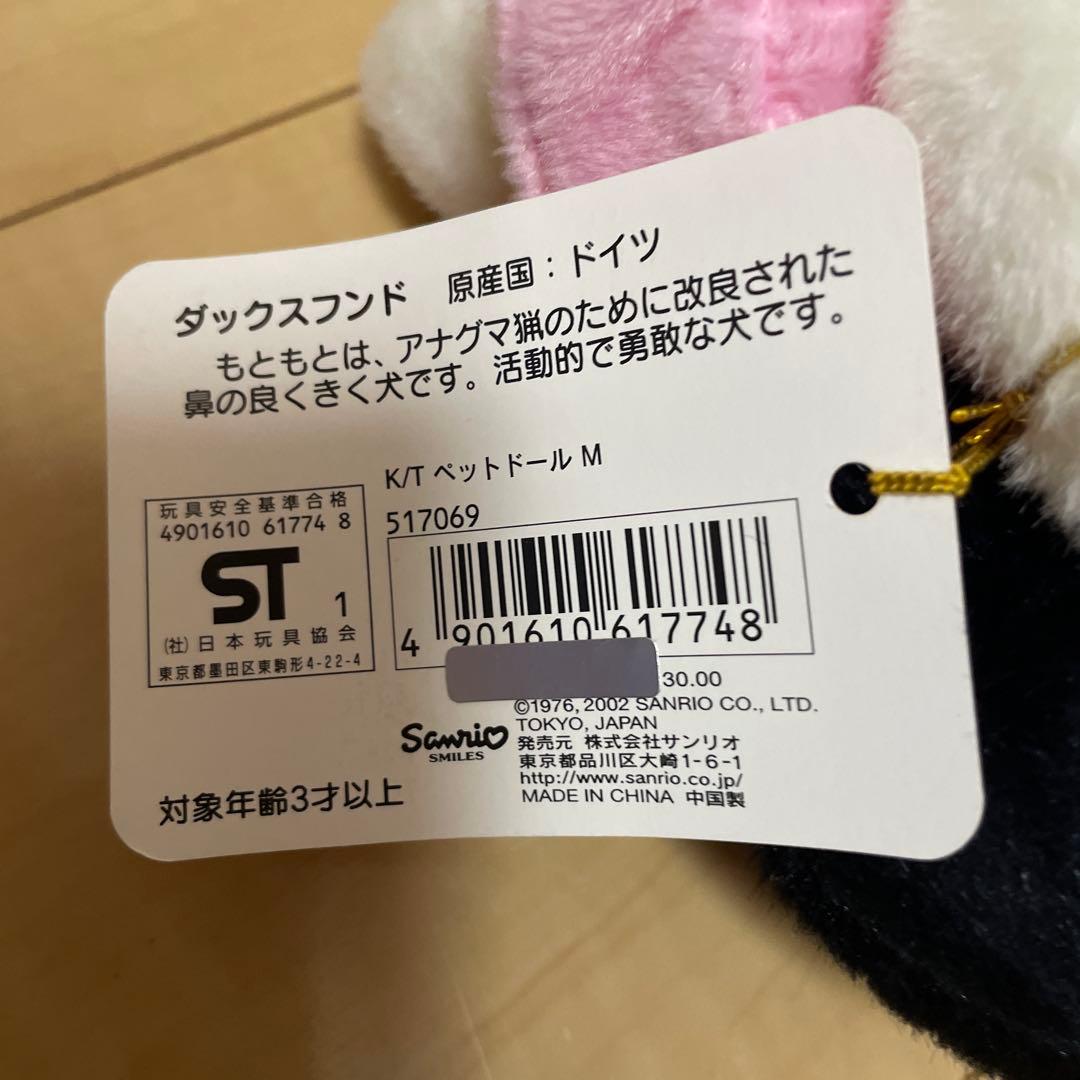 ダックスフンド　原産国：ドイツ
もともとは、アナグマ猟のために改良された
鼻の良くきく犬です。活動的で勇敢な犬です。
K/T ペットドール M
517069
玩具安全基準合格
4901610 61774 8
ST 1
(社)日本玩具協会
東京都墨田区東駒形4-22-4
4 901610 617748
30.00
©1976, 2002 SANRIO CO., LTD.
TOKYO, JAPAN
Sanrio
SMILES
発売元 株式会社サンリオ
東京都品川区大崎1-6-1
http://www.sanrio.co.jp/
MADE IN CHINA 中国製
対象年齢3才以上